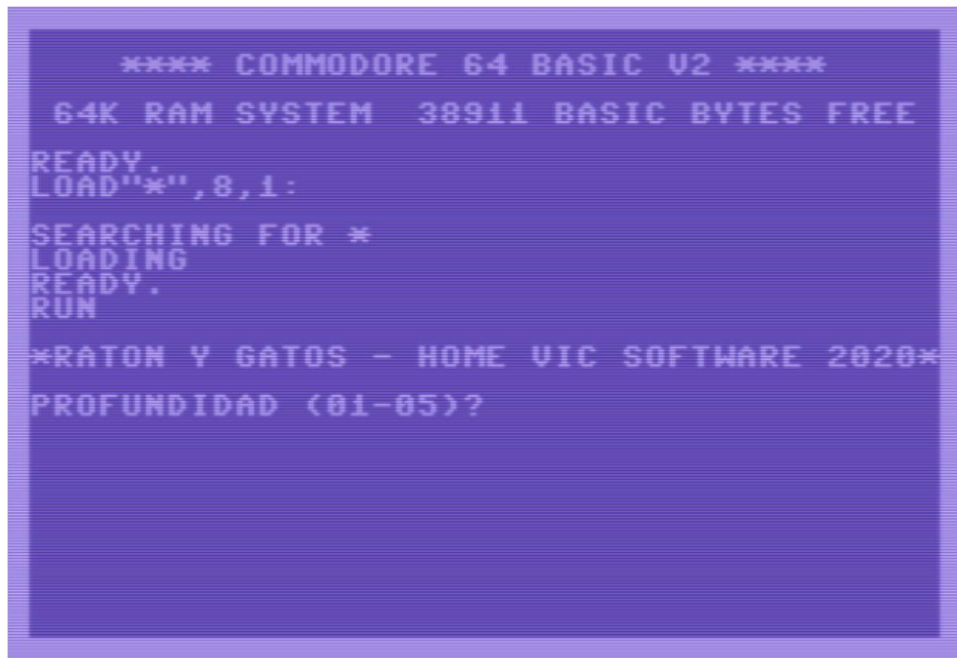 **** COMMODORE 64 BASIC V2 ****
64K RAM SYSTEM  38911 BASIC BYTES FREE
READY.
LOAD"*",8,1:
SEARCHING FOR *
LOADING
READY.
RUN
*RATON Y GATOS - HOME VIC SOFTWARE 2020*
PROFUNDIDAD (01-05)?